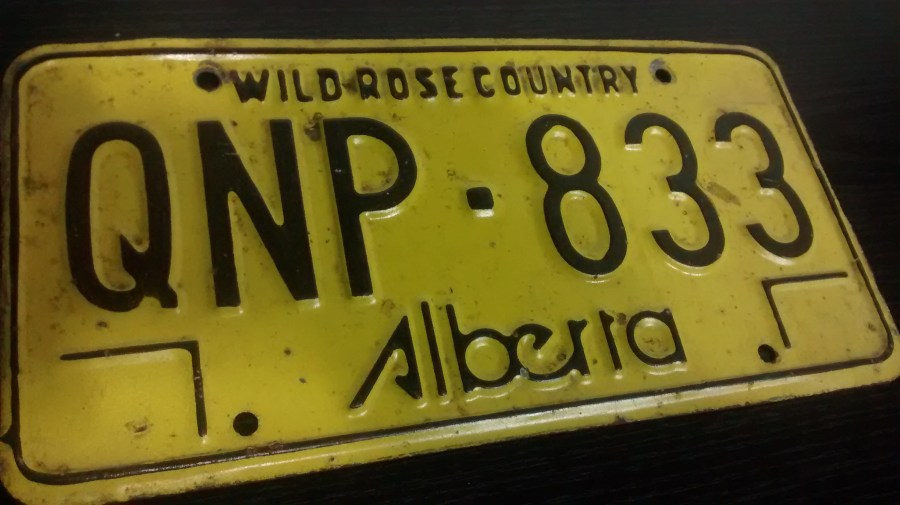 WILD ROSE COUNTRY
QNP·833
Alberta